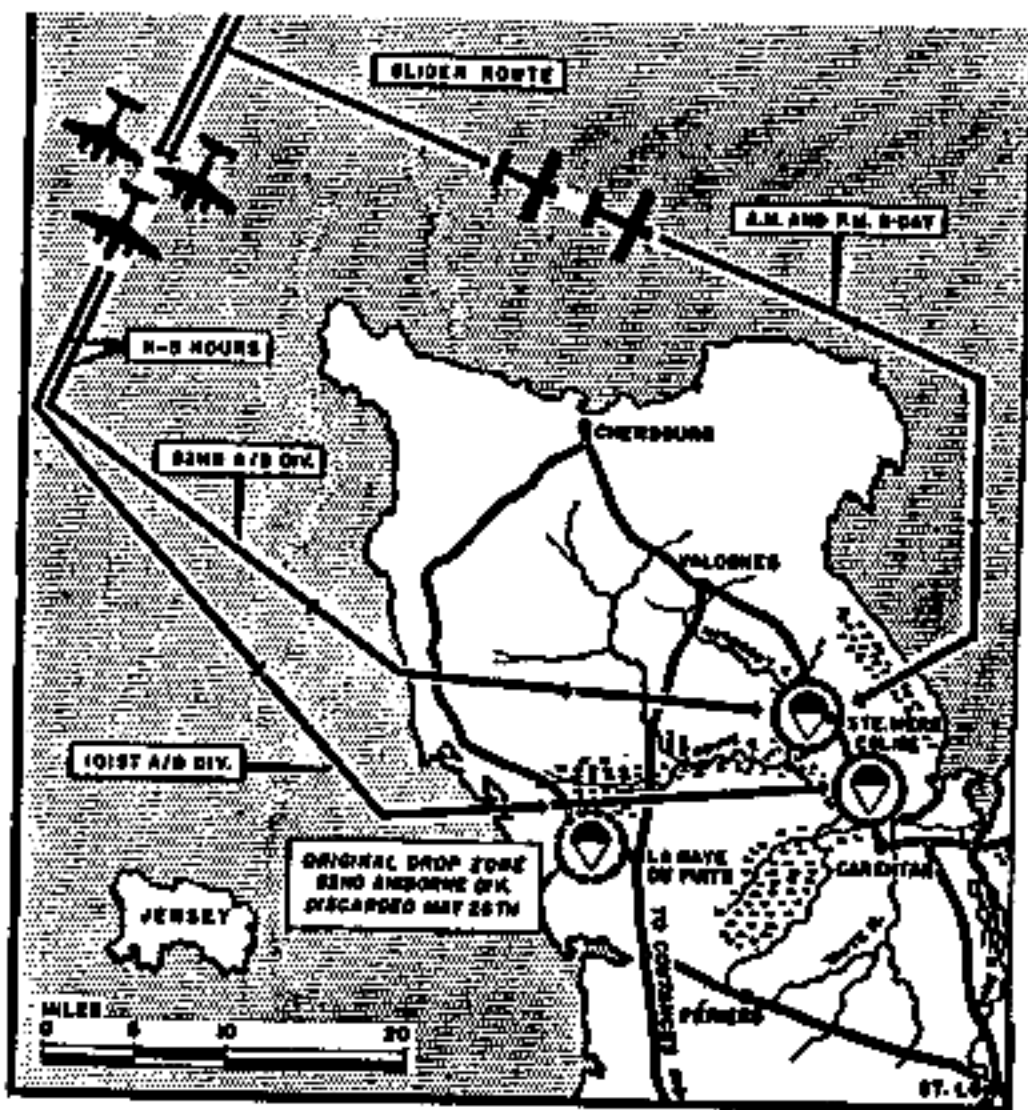 GLIDER ROUTE
A.M. AND P.M. D-DAY
H-5 HOURS
CHERBOURG
82ND A/B DIV.
VALOGNES
STE. MERE
EGLISE
101ST A/B DIV.
ORIGINAL DROP ZONE
82ND AIRBORNE DIV.
DISCARDED MAY 26TH
LA HAYE
DU PUITS
CARENTAN
JERSEY
TO COUTANCES
MILES
0 5 10 20
PERIERS
ST. LO